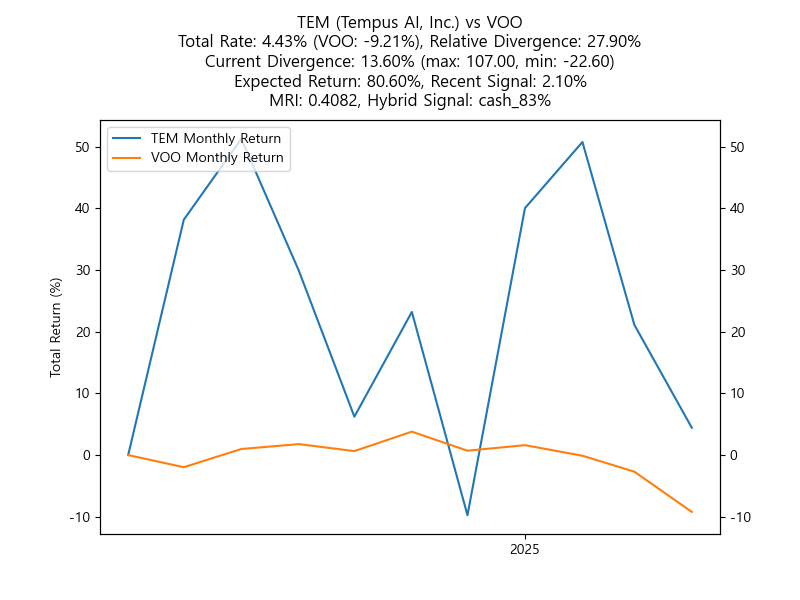 TEM (Tempus AI, Inc.) vs VOO
Total Rate: 4.43% (VOO: -9.21%), Relative Divergence: 27.90%
Current Divergence: 13.60% (max: 107.00, min: -22.60)
Expected Return: 80.60%, Recent Signal: 2.10%
MRI: 0.4082, Hybrid Signal: cash_83%
TEM Monthly Return
VOO Monthly Return
Total Return (%)
50
40
30
20
10
0
-10
50
40
30
20
10
0
-10
2025